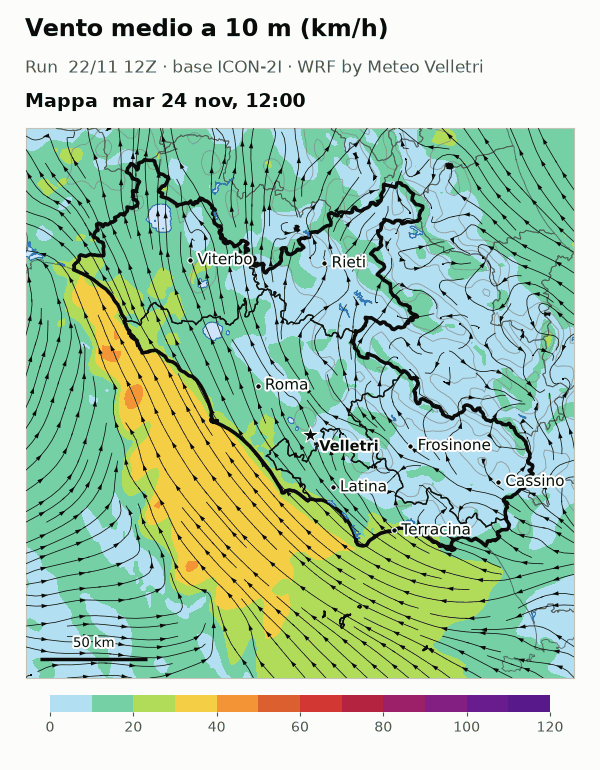 Vento medio a 10 m (km/h)
Run  22/11 12Z · base ICON-2I · WRF by Meteo Velletri
Mappa  mar 24 nov, 12:00
Viterbo
Rieti
Roma
Velletri
Frosinone
Latina
Cassino
Terracina
50 km
0 20 40 60 80 100 120